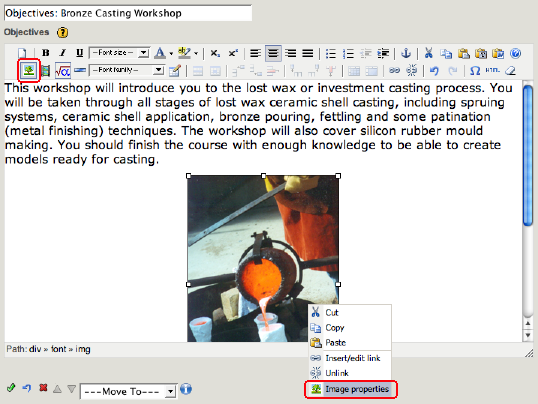 Objectives: Bronze Casting Workshop
Objectives ?
B I U --Font size-- A X₂ X²
√α --Font family-- Ω HTML
This workshop will introduce you to the lost wax or investment casting process. You
will be taken through all stages of lost wax ceramic shell casting, including spruing
systems, ceramic shell application, bronze pouring, fettling and some patination
(metal finishing) techniques. The workshop will also cover silicon rubber mould
making. You should finish the course with enough knowledge to be able to create
models ready for casting.
Cut
Copy
Paste
Insert/edit link
Unlink
Image properties
Path: div » font » img
---Move To---